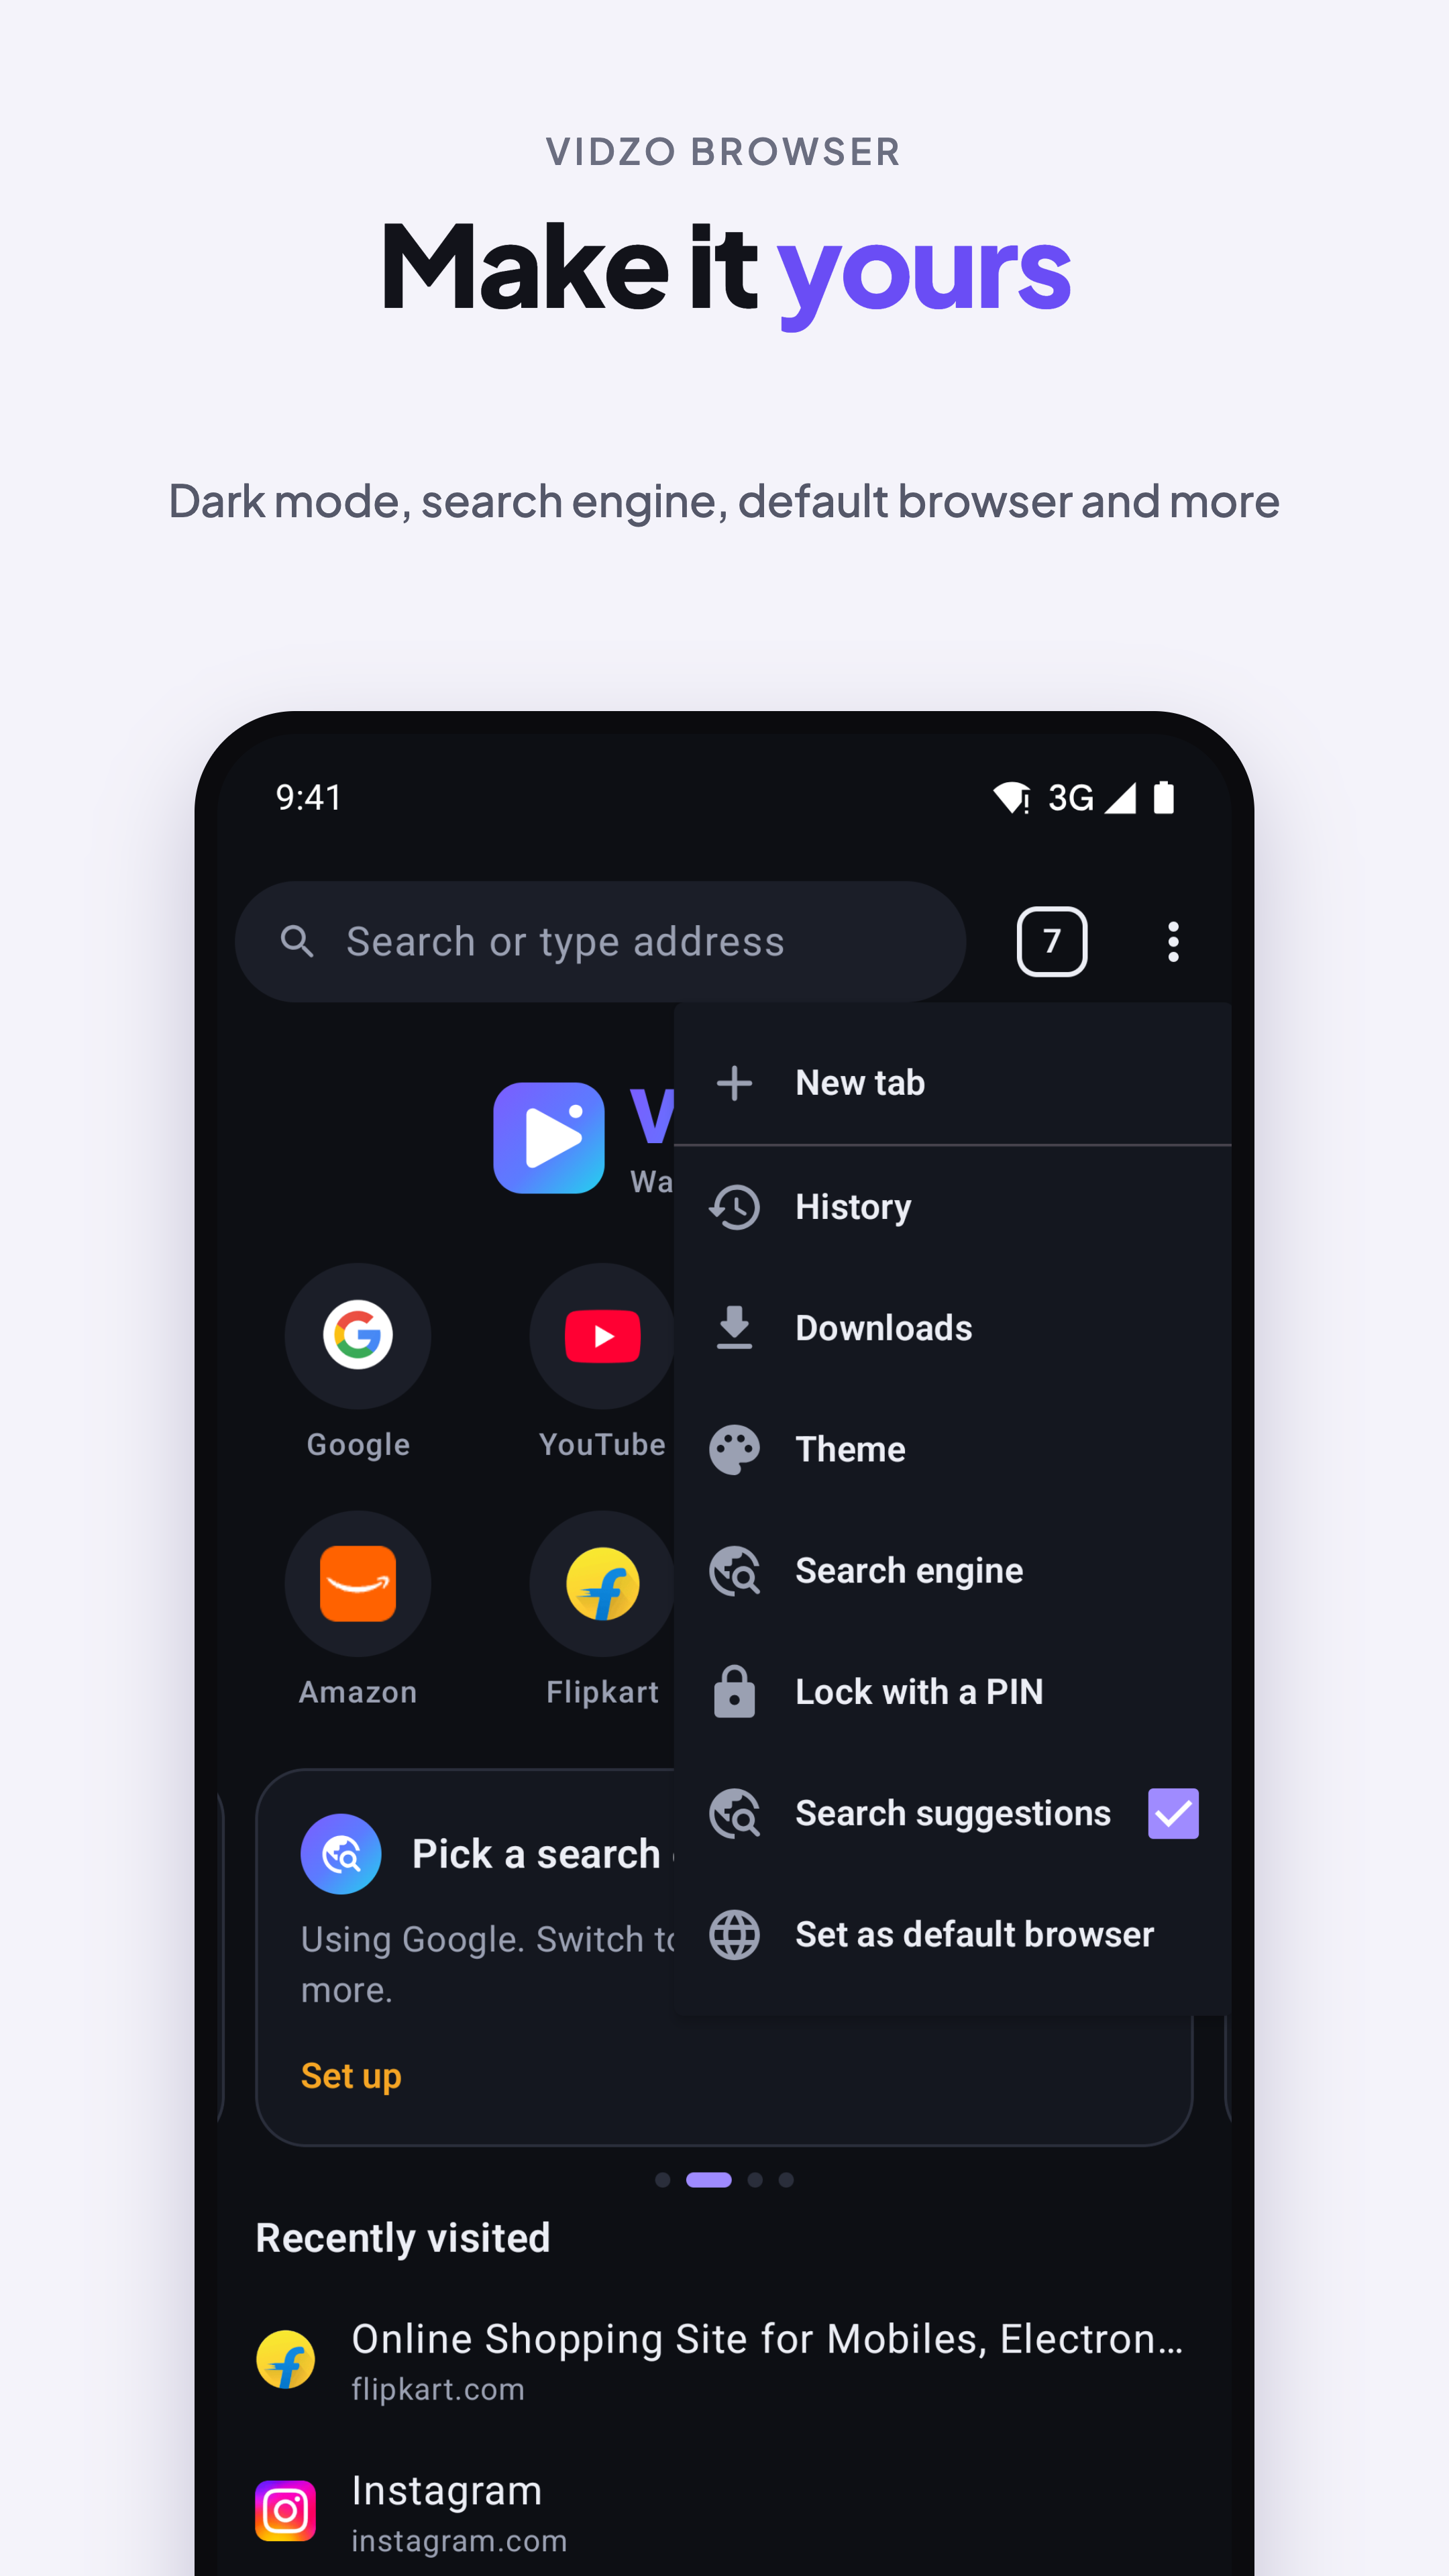 VIDZO BROWSER
Make it yours
Dark mode, search engine, default browser and more
9:41
3G
Search or type address
7
New tab
History
Downloads
Theme
Search engine
Lock with a PIN
Search suggestions
Set as default browser
Google
YouTube
Amazon
Flipkart
Pick a search
Using Google. Switch
more.
Set up
Recently visited
Online Shopping Site for Mobiles, Electron...
flipkart.com
Instagram
instagram.com